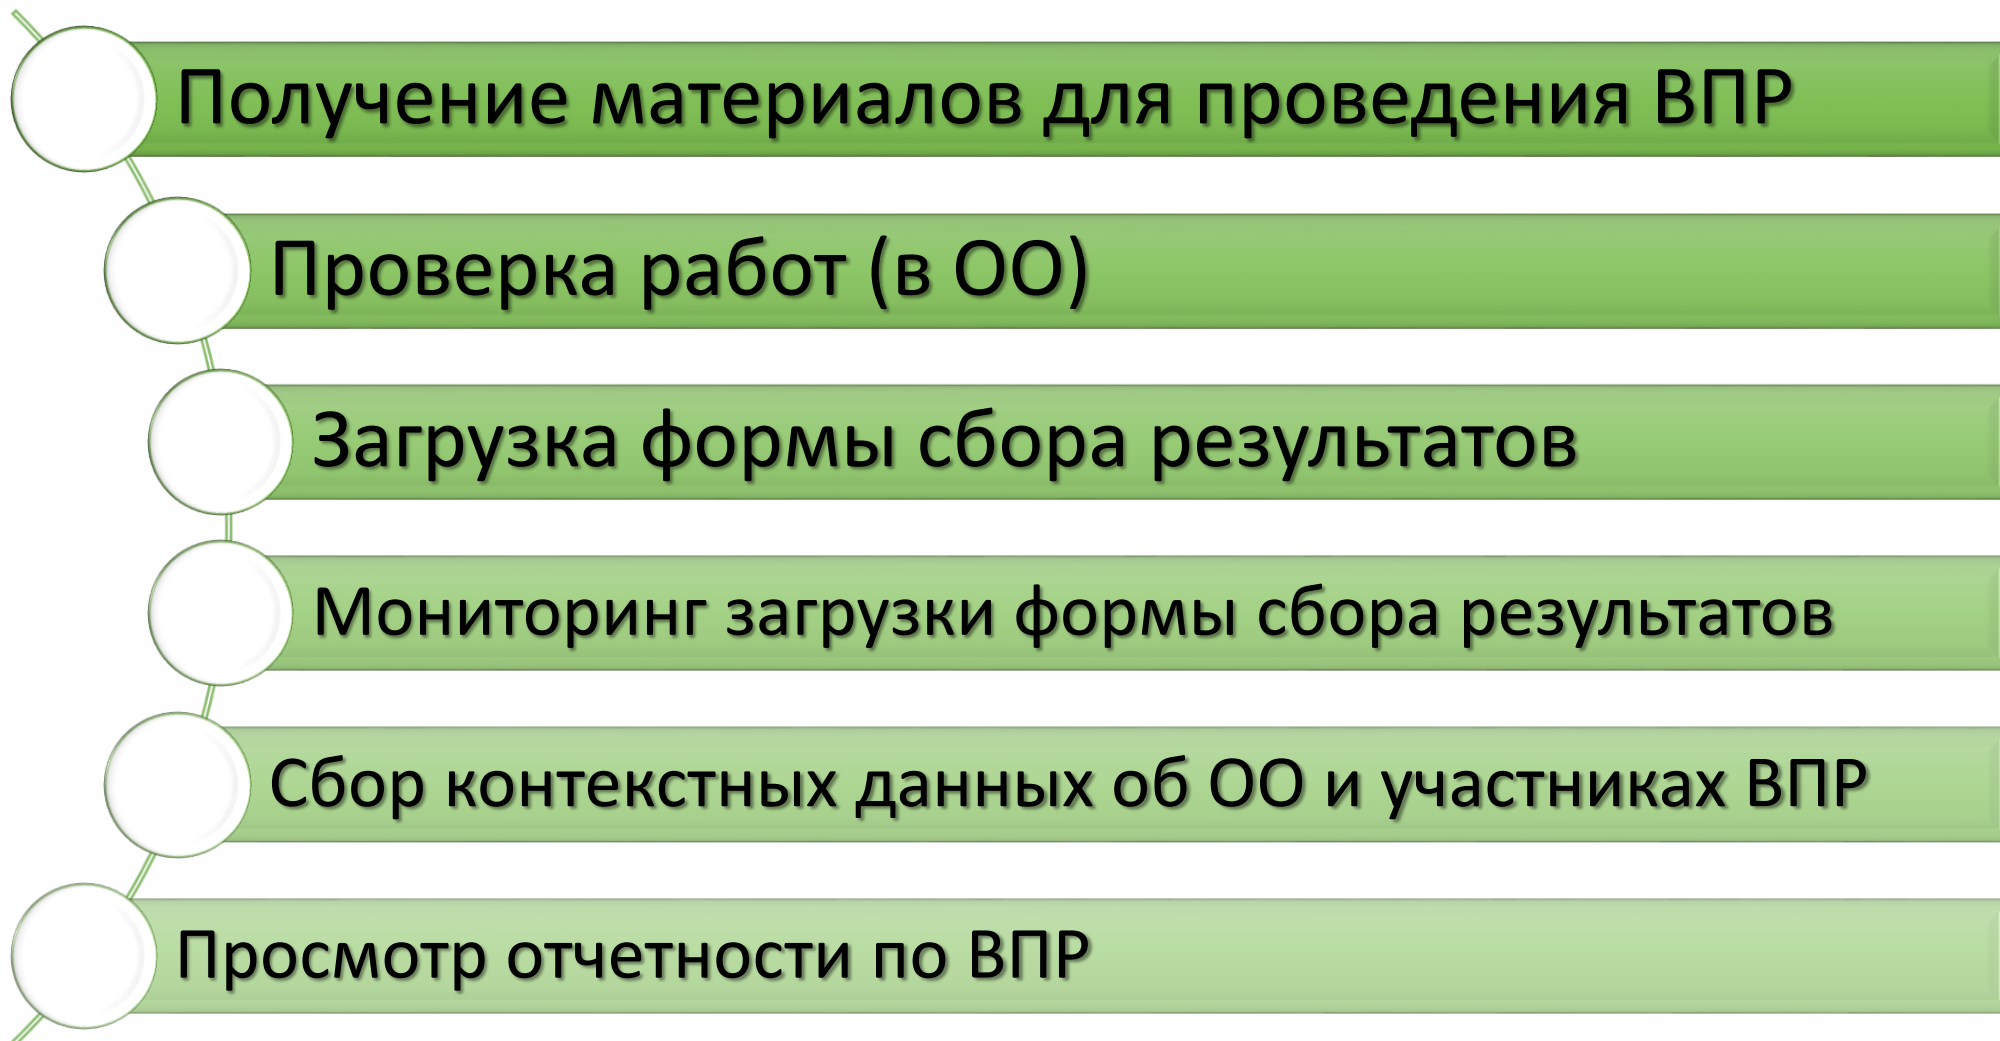 Получение материалов для проведения ВПР
Проверка работ (в ОО)
Загрузка формы сбора результатов
Мониторинг загрузки формы сбора результатов
Сбор контекстных данных об ОО и участниках ВПР
Просмотр отчетности по ВПР